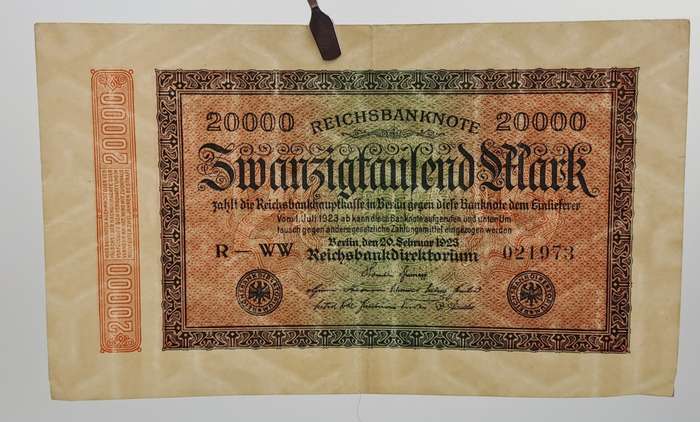 20000
20000
REICHSBANKNOTE
20000
20000
Zwanzigtausend Mark
zahlt die Reichsbankhauptkasse in Berlin gegen diese Banknote dem Einlieferer
Vom 1. Juli 1923 ab kann die Banknote aufgerufen und unter Um
tausch gegen andere gesetzliche Zahlungsmittel eingezogen werden
Berlin, den 20. Februar 1923
R — WW
Reichsbankdirektorium
021973